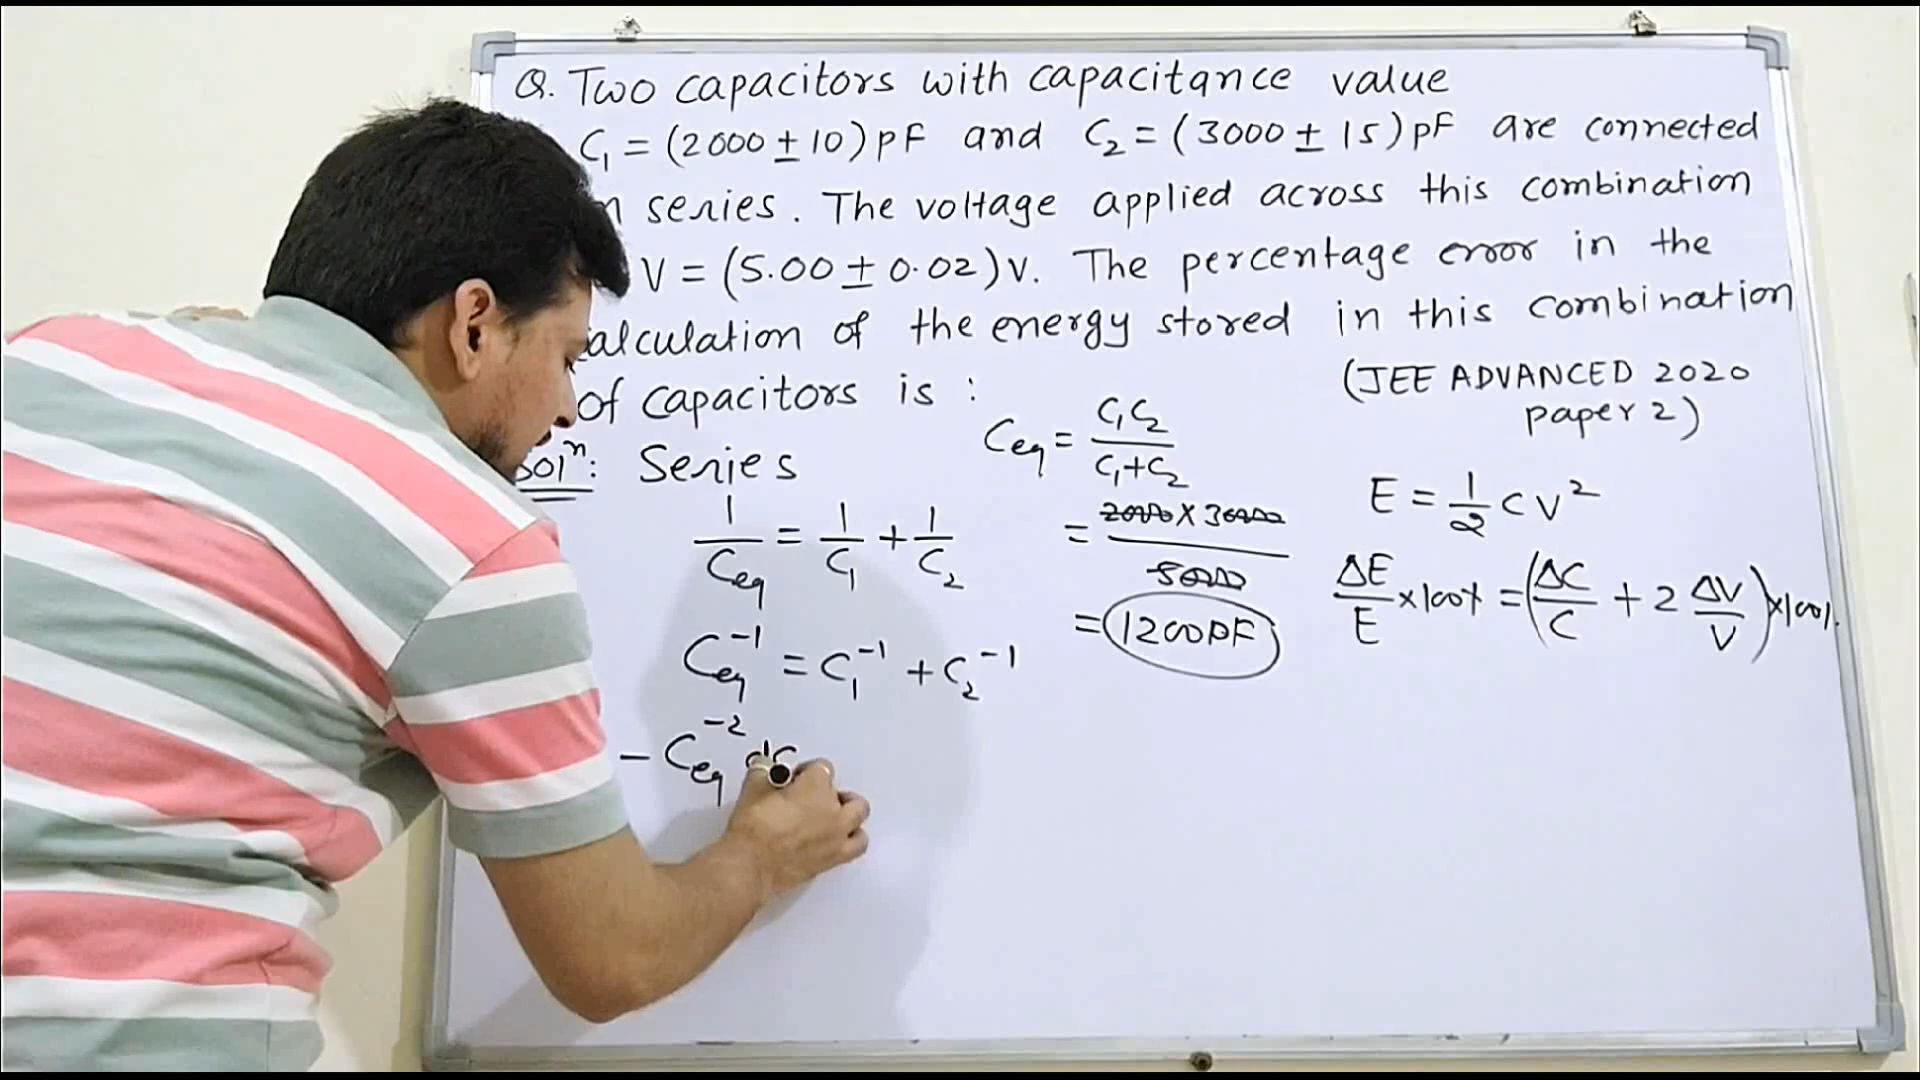 Q. Two capacitors with capacitance value
C₁ = (2000 ± 10) pF and C₂ = (3000 ± 15) pF are connected
n series. The voltage applied across this combination
V = (5.00 ± 0.02) V. The percentage error in the
calculation of the energy stored in this combination
of capacitors is :
(JEE ADVANCED 2020
paper 2)
Solⁿ: Series
1/Ceq = 1/C₁ + 1/C₂
Ceq⁻¹ = C₁⁻¹ + C₂⁻¹
- Ceq⁻² dC
Ceq = C₁C₂/C₁+C₂
= 2000 × 3000/5000
= 1200 pF
E = 1/2 CV²
ΔE/E × 100% = (ΔC/C + 2 ΔV/V) × 100%.